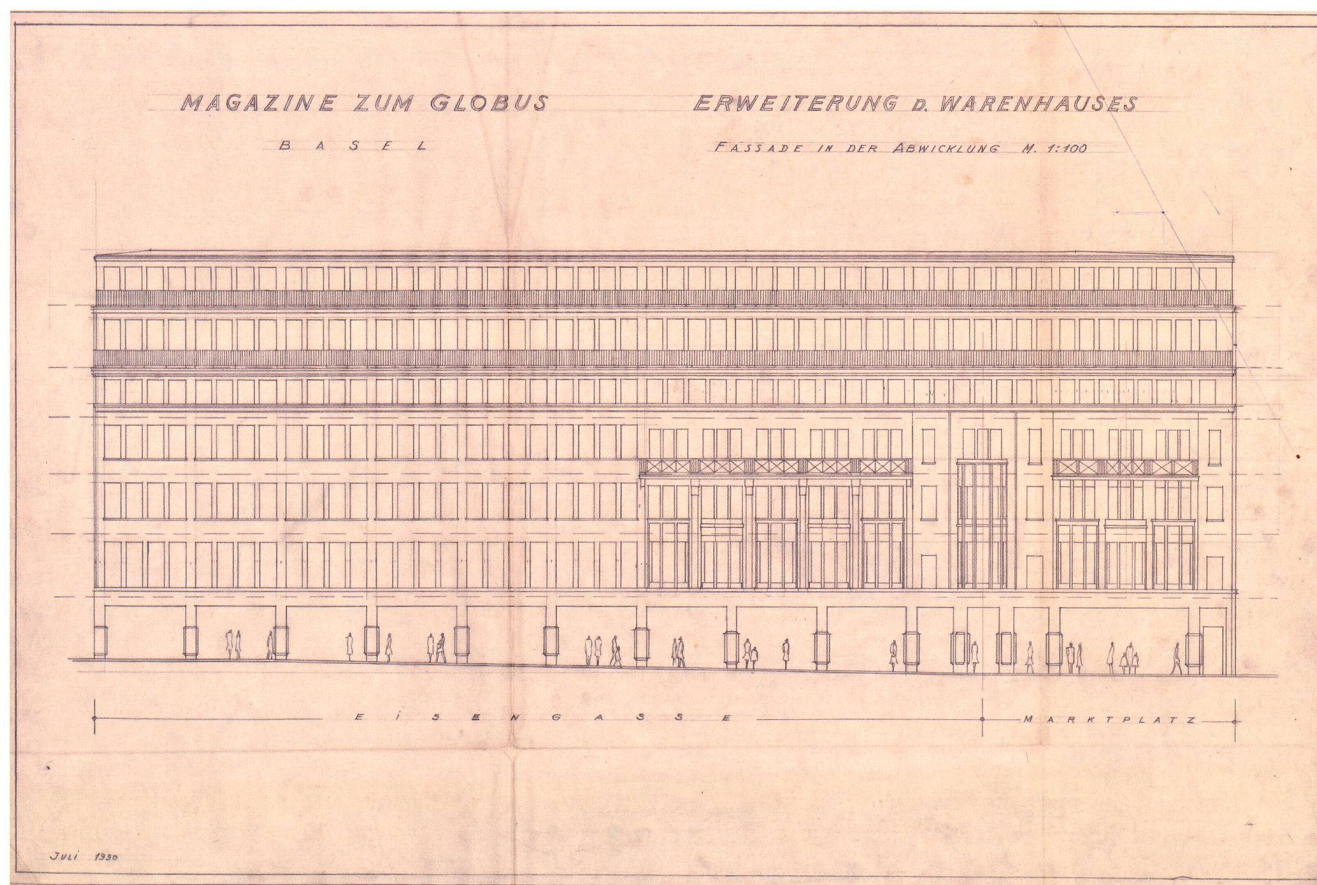 MAGAZINE ZUM GLOBUS
BASEL
ERWEITERUNG D. WARENHAUSES
FASSADE IN DER ABWICKLUNG M. 1:100
EiSENGASSE
MARKTPLATZ
JULi 1930